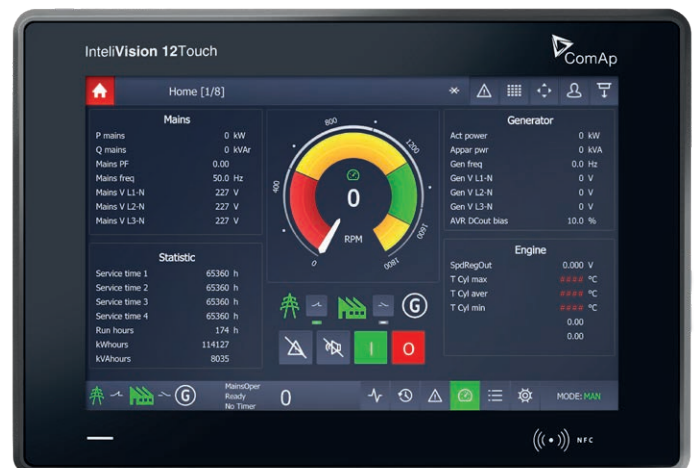 InteliVision 12Touch
ComAp
Home [1/8]
Mains
P mains 0 kW
Q mains 0 kVAr
Mains PF 0.00
Mains freq 50.0 Hz
Mains V L1-N 227 V
Mains V L2-N 227 V
Mains V L3-N 227 V
Statistic
Service time 1 65360 h
Service time 2 65360 h
Service time 3 65360 h
Service time 4 65360 h
Run hours 174 h
kWhours 114127
kVAhours 8035
0
400
800
1200
1600
1800
0
RPM
G
I
O
Generator
Act power 0 kW
Appar pwr 0 kVA
Gen freq 0.0 Hz
Gen V L1-N 0 V
Gen V L2-N 0 V
Gen V L3-N 0 V
AVR DCout bias 10.0 %
Engine
SpdRegOut 0.000 V
T Cyl max #### °C
T Cyl aver #### °C
T Cyl min #### °C
0.00
0.00
G
MainsOper
Ready
No Timer
0
MODE: MAN
NFC